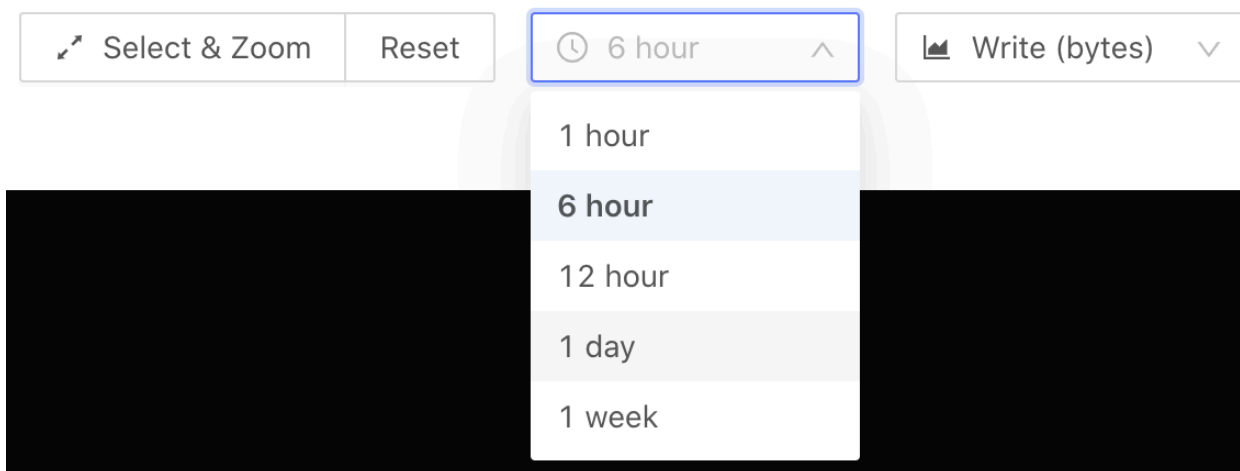 Select & Zoom Reset 6 hour Write (bytes)
1 hour
6 hour
12 hour
1 day
1 week